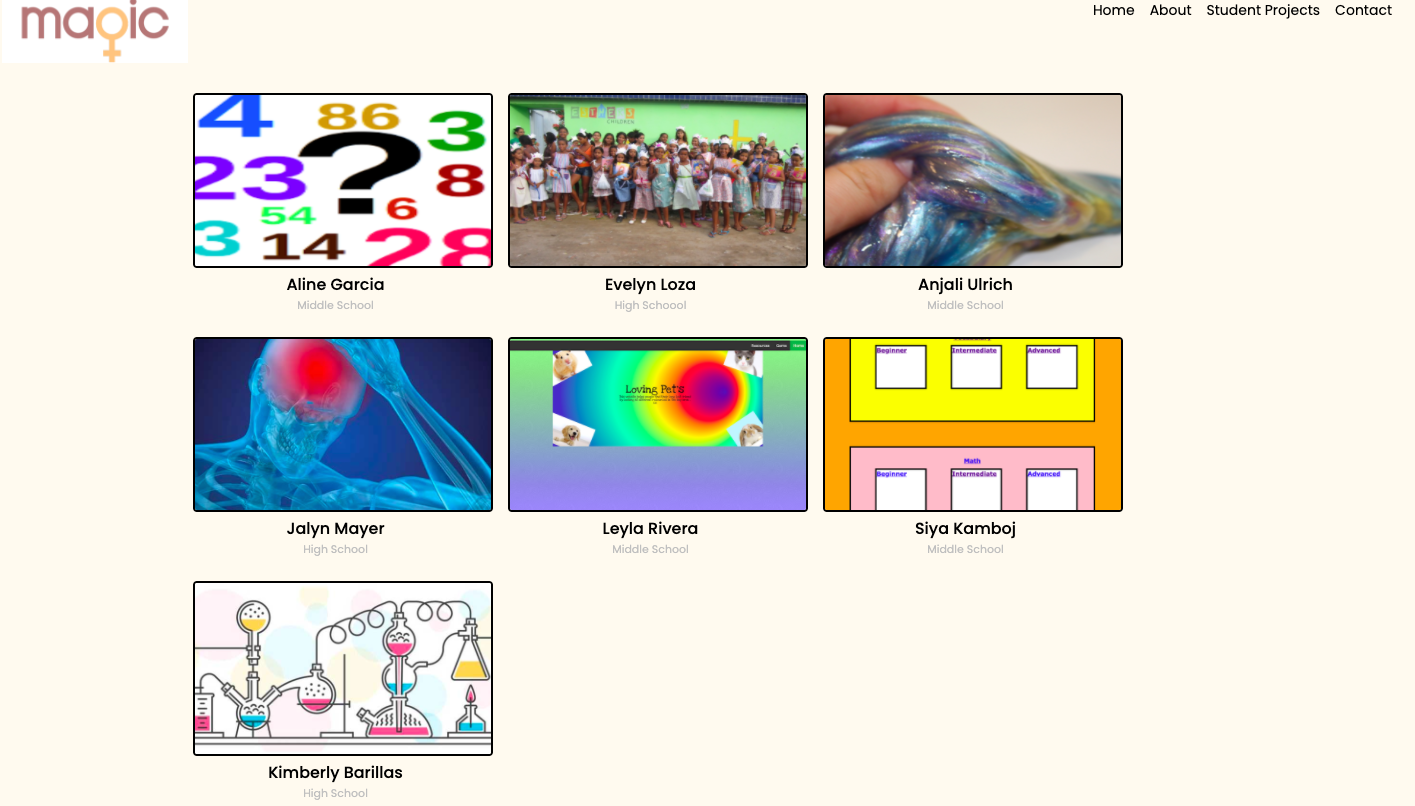 magic
Home About Student Projects Contact
4 86 3
23 ? 8
54 6
3 14 28
CHILDREN
Aline Garcia Evelyn Loza Anjali Ulrich
Middle School High Schoool Middle School
Resources Home
Loving Pet's
Beginner Intermediate Advanced
Math
Beginner Intermediate Advanced
Jalyn Mayer Leyla Rivera Siya Kamboj
High School Middle School Middle School
Kimberly Barillas
High School